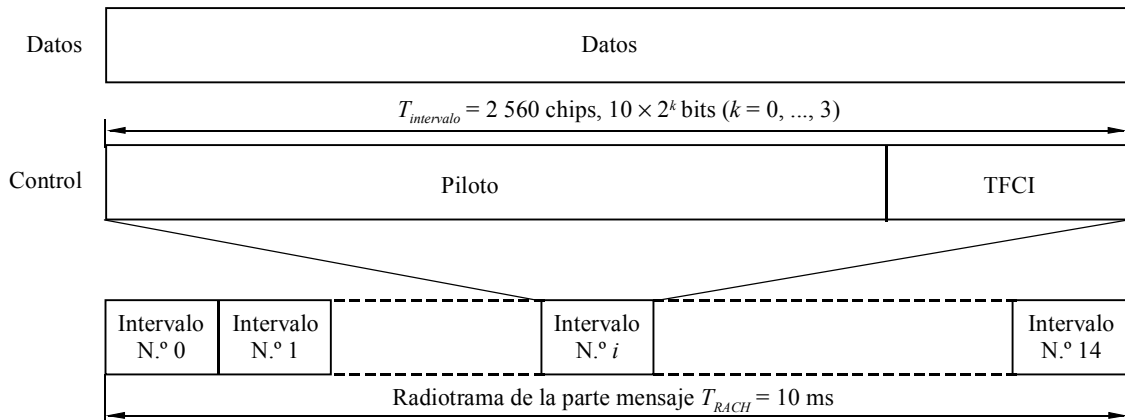 Datos
Datos
T_intervalo = 2 560 chips, 10 × 2^k bits (k = 0, ..., 3)
Control
Piloto
TFCI
Intervalo
N.º 0
Intervalo
N.º 1
Intervalo
N.º i
Intervalo
N.º 14
Radiotrama de la parte mensaje T_RACH = 10 ms